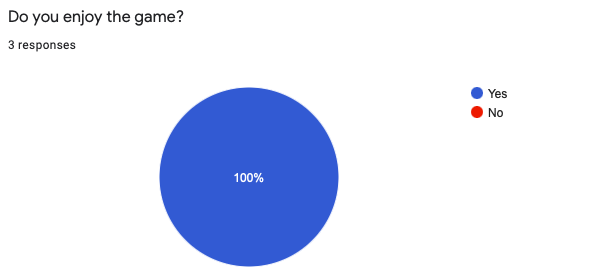 Do you enjoy the game?
3 responses
Yes
No
100%